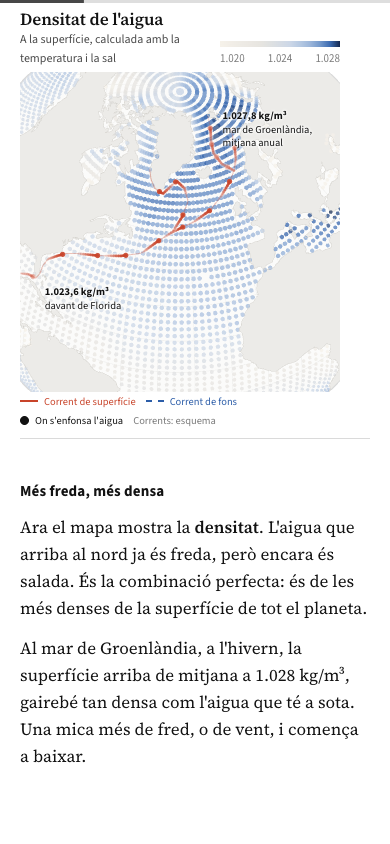 Densitat de l'aigua
A la superfície, calculada amb la
temperatura i la sal
1.020 1.024 1.028
1.027,8 kg/m³
mar de Groenlàndia,
mitjana anual
1.023,6 kg/m³
davant de Florida
Corrent de superfície Corrent de fons
On s'enfonsa l'aigua Corrents: esquema
Més freda, més densa
Ara el mapa mostra la densitat. L'aigua que
arriba al nord ja és freda, però encara és
salada. És la combinació perfecta: és de les
més denses de la superfície de tot el planeta.
Al mar de Groenlàndia, a l'hivern, la
superfície arriba de mitjana a 1.028 kg/m³,
gairebé tan densa com l'aigua que té a sota.
Una mica més de fred, o de vent, i comença
a baixar.